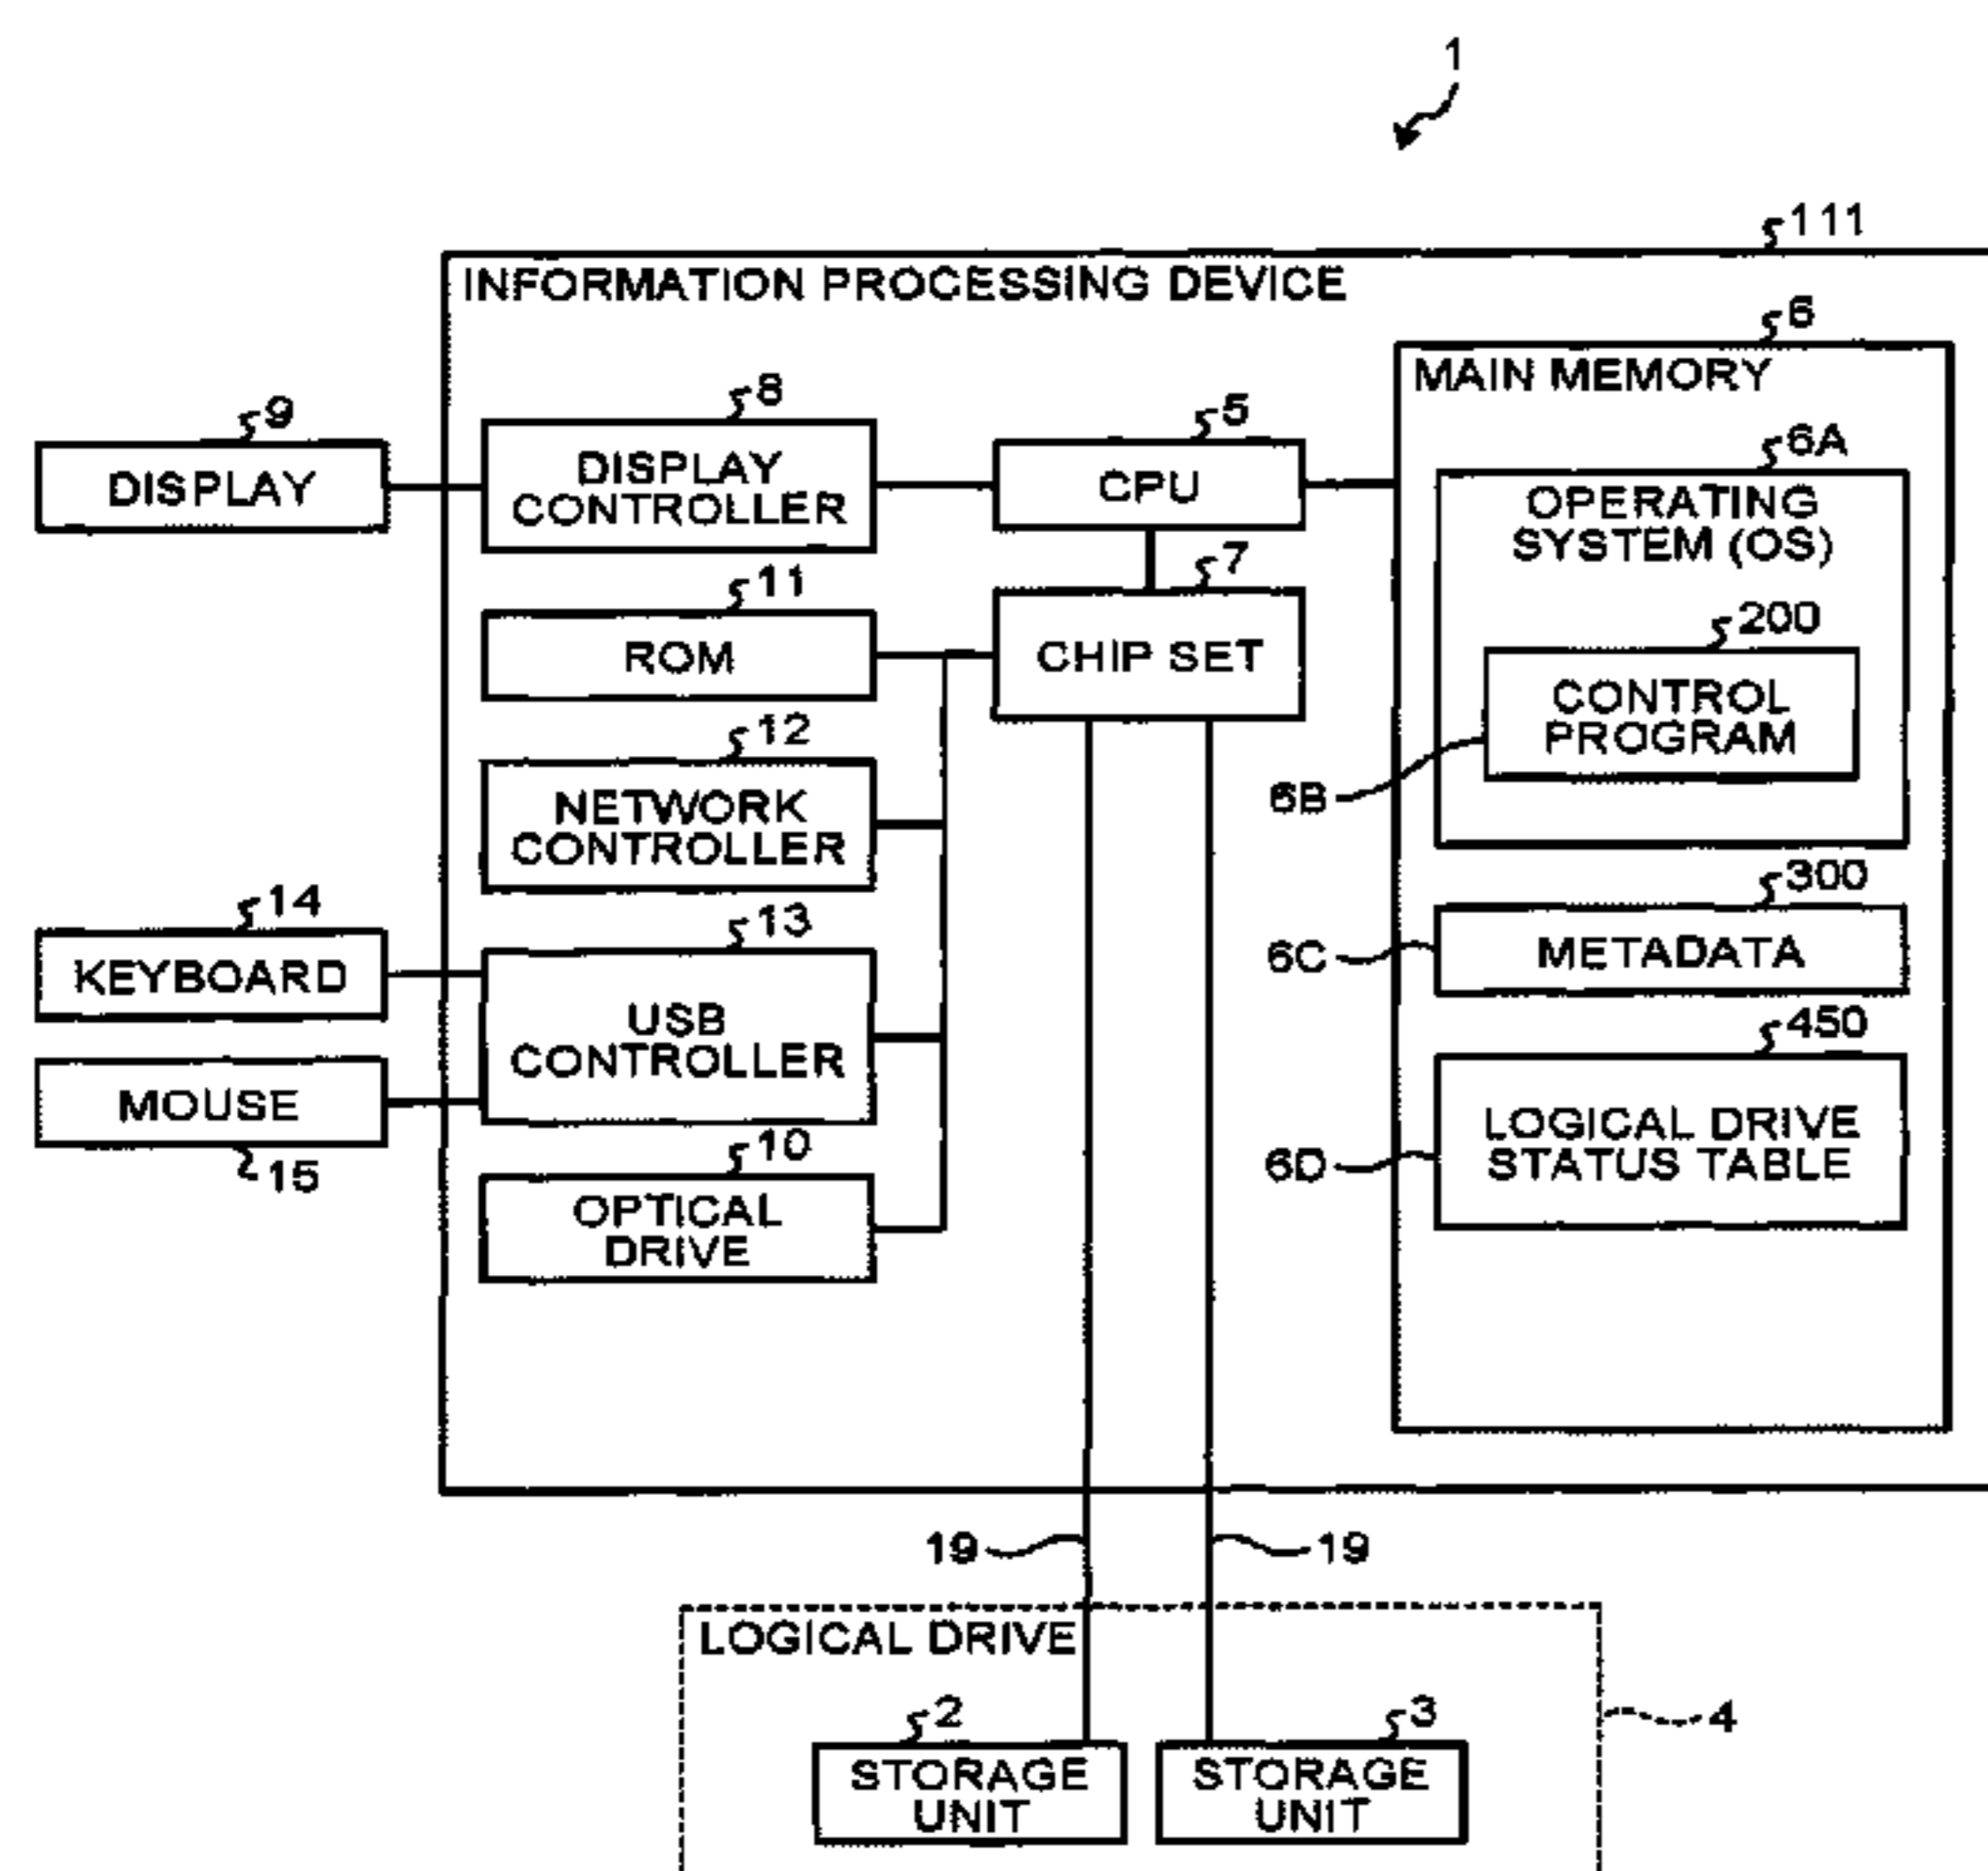 1
111
INFORMATION PROCESSING DEVICE
6
MAIN MEMORY
8
5
9
6A
DISPLAY
DISPLAY
CONTROLLER
CPU
OPERATING
SYSTEM (OS)
11
7
200
ROM
CHIP SET
CONTROL
PROGRAM
12
6B
NETWORK
CONTROLLER
300
14
13
6C
METADATA
KEYBOARD
USB
CONTROLLER
450
MOUSE
15
10
6D
LOGICAL DRIVE
STATUS TABLE
OPTICAL
DRIVE
19
19
LOGICAL DRIVE
2
3
4
STORAGE
UNIT
STORAGE
UNIT